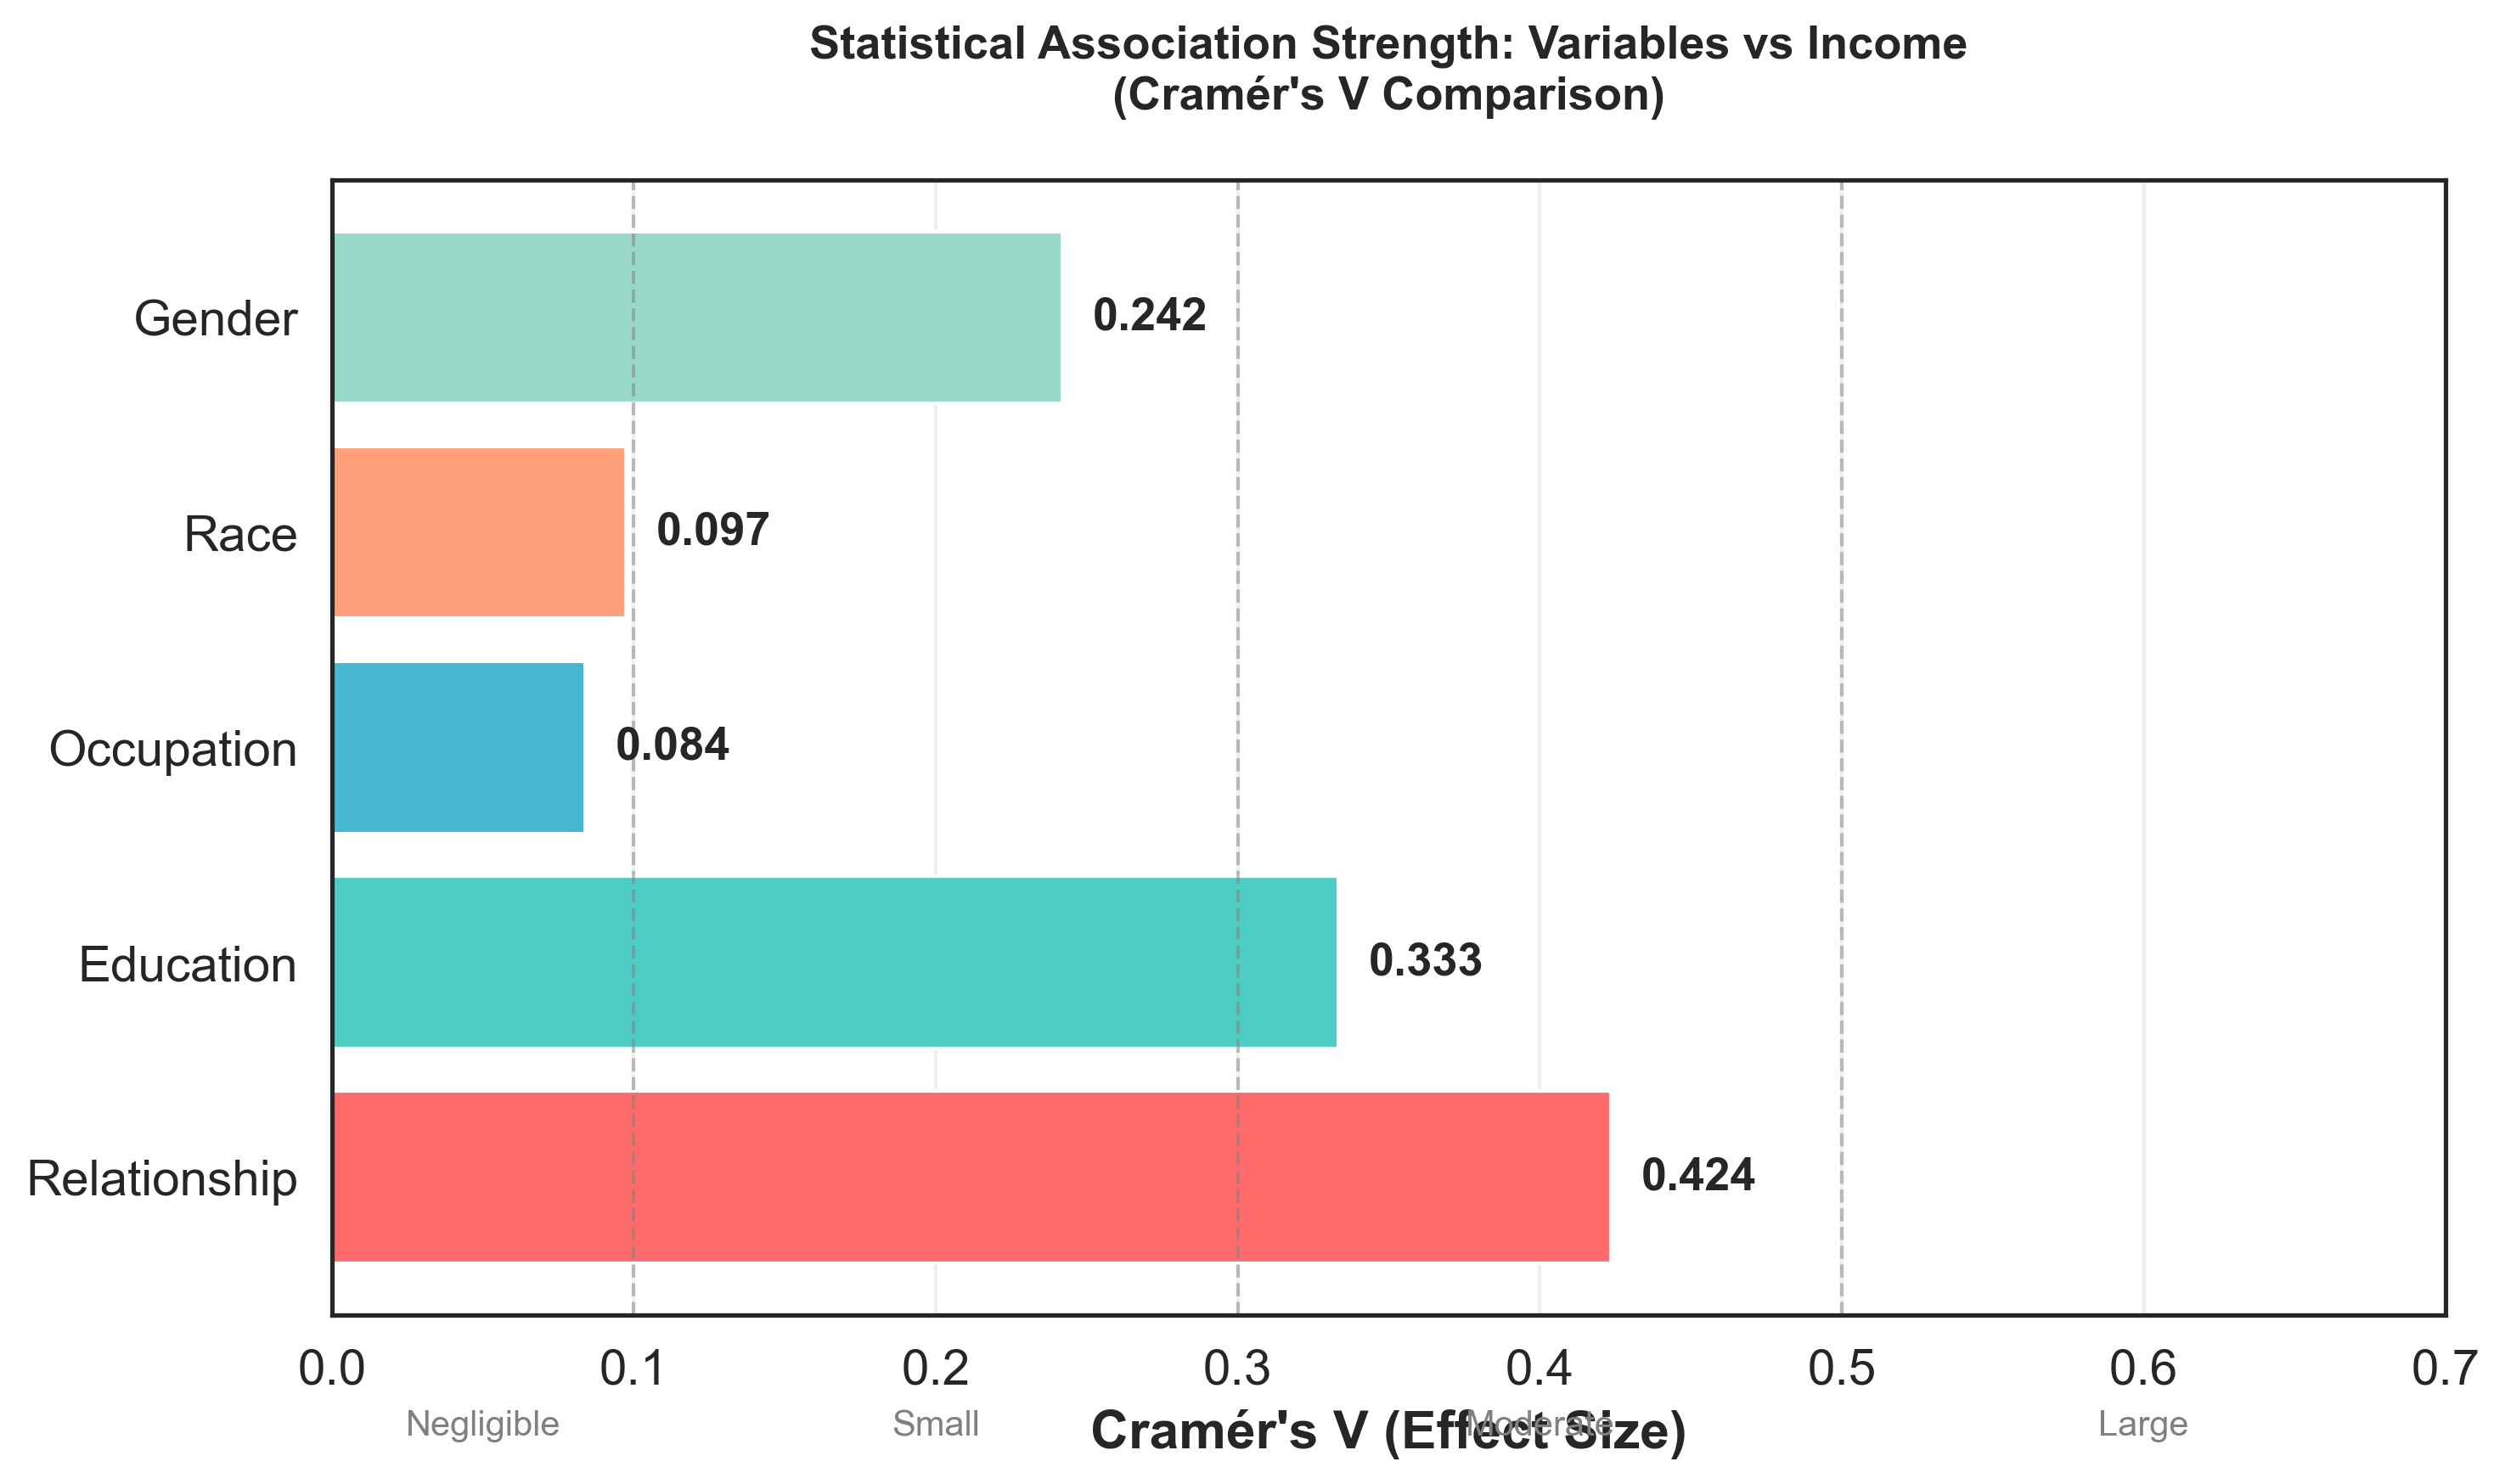 Statistical Association Strength: Variables vs Income
(Cramér's V Comparison)
Gender
0.242
Race
0.097
Occupation
0.084
Education
0.333
Relationship
0.424
0.0 0.1 0.2 0.3 0.4 0.5 0.6 0.7
Negligible Small Moderate Large
Cramér's V (Effect Size)